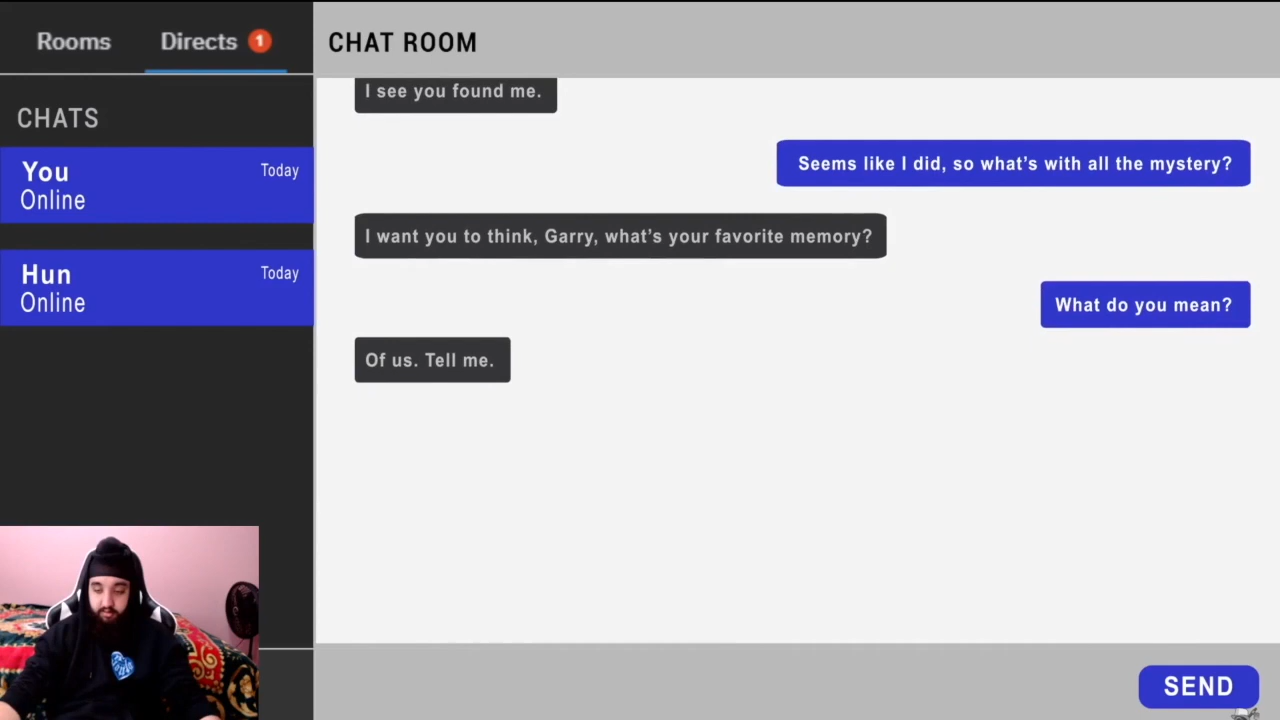 Rooms
Directs 1
CHATS
You
Today
Online
Hun
Today
Online
CHAT ROOM
I see you found me.
Seems like I did, so what's with all the mystery?
I want you to think, Garry, what's your favorite memory?
What do you mean?
Of us. Tell me.
SEND